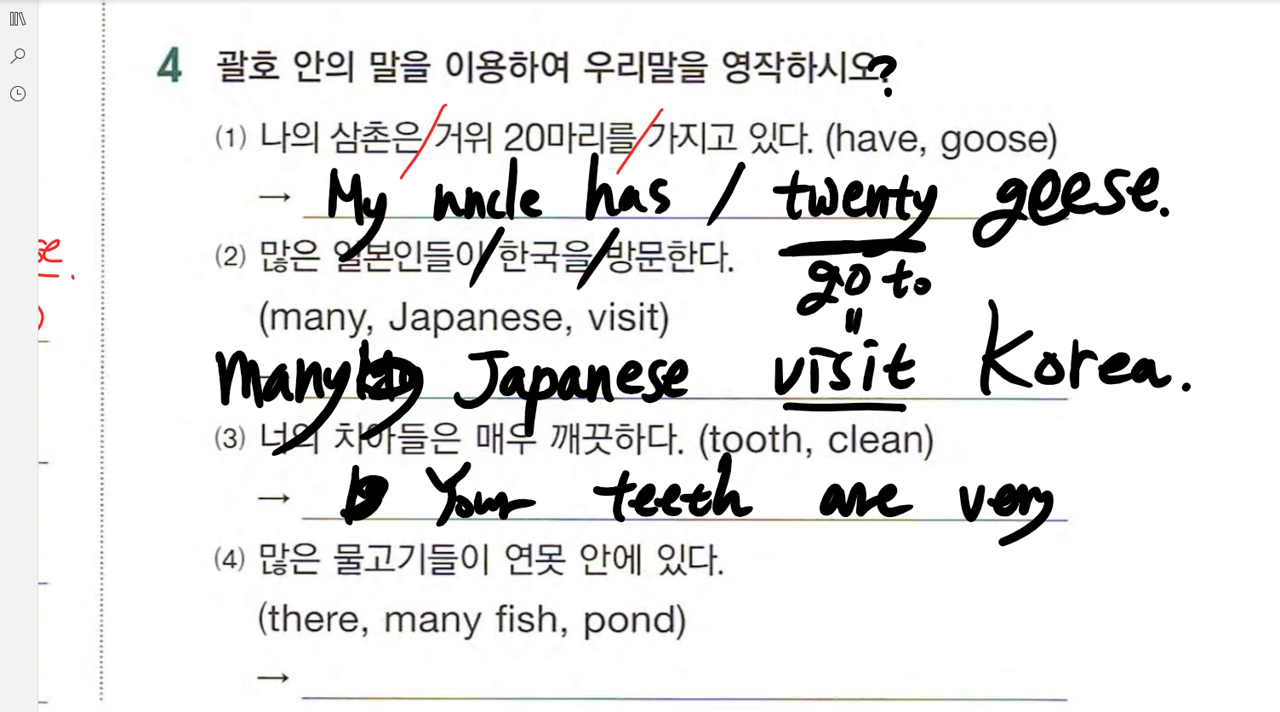 4 괄호 안의 말을 이용하여 우리말을 영작하시오?
(1) 나의 삼촌은/거위 20마리를/가지고 있다. (have, goose)
→ My uncle has / twenty geese.
(2) 많은 일본인들이/한국을/방문한다.
go to
(many, Japanese, visit)
"
many Japanese visit Korea.
(3) 너의 치아들은 매우 깨끗하다. (tooth, clean)
→ Your teeth are very
(4) 많은 물고기들이 연못 안에 있다.
(there, many fish, pond)
→